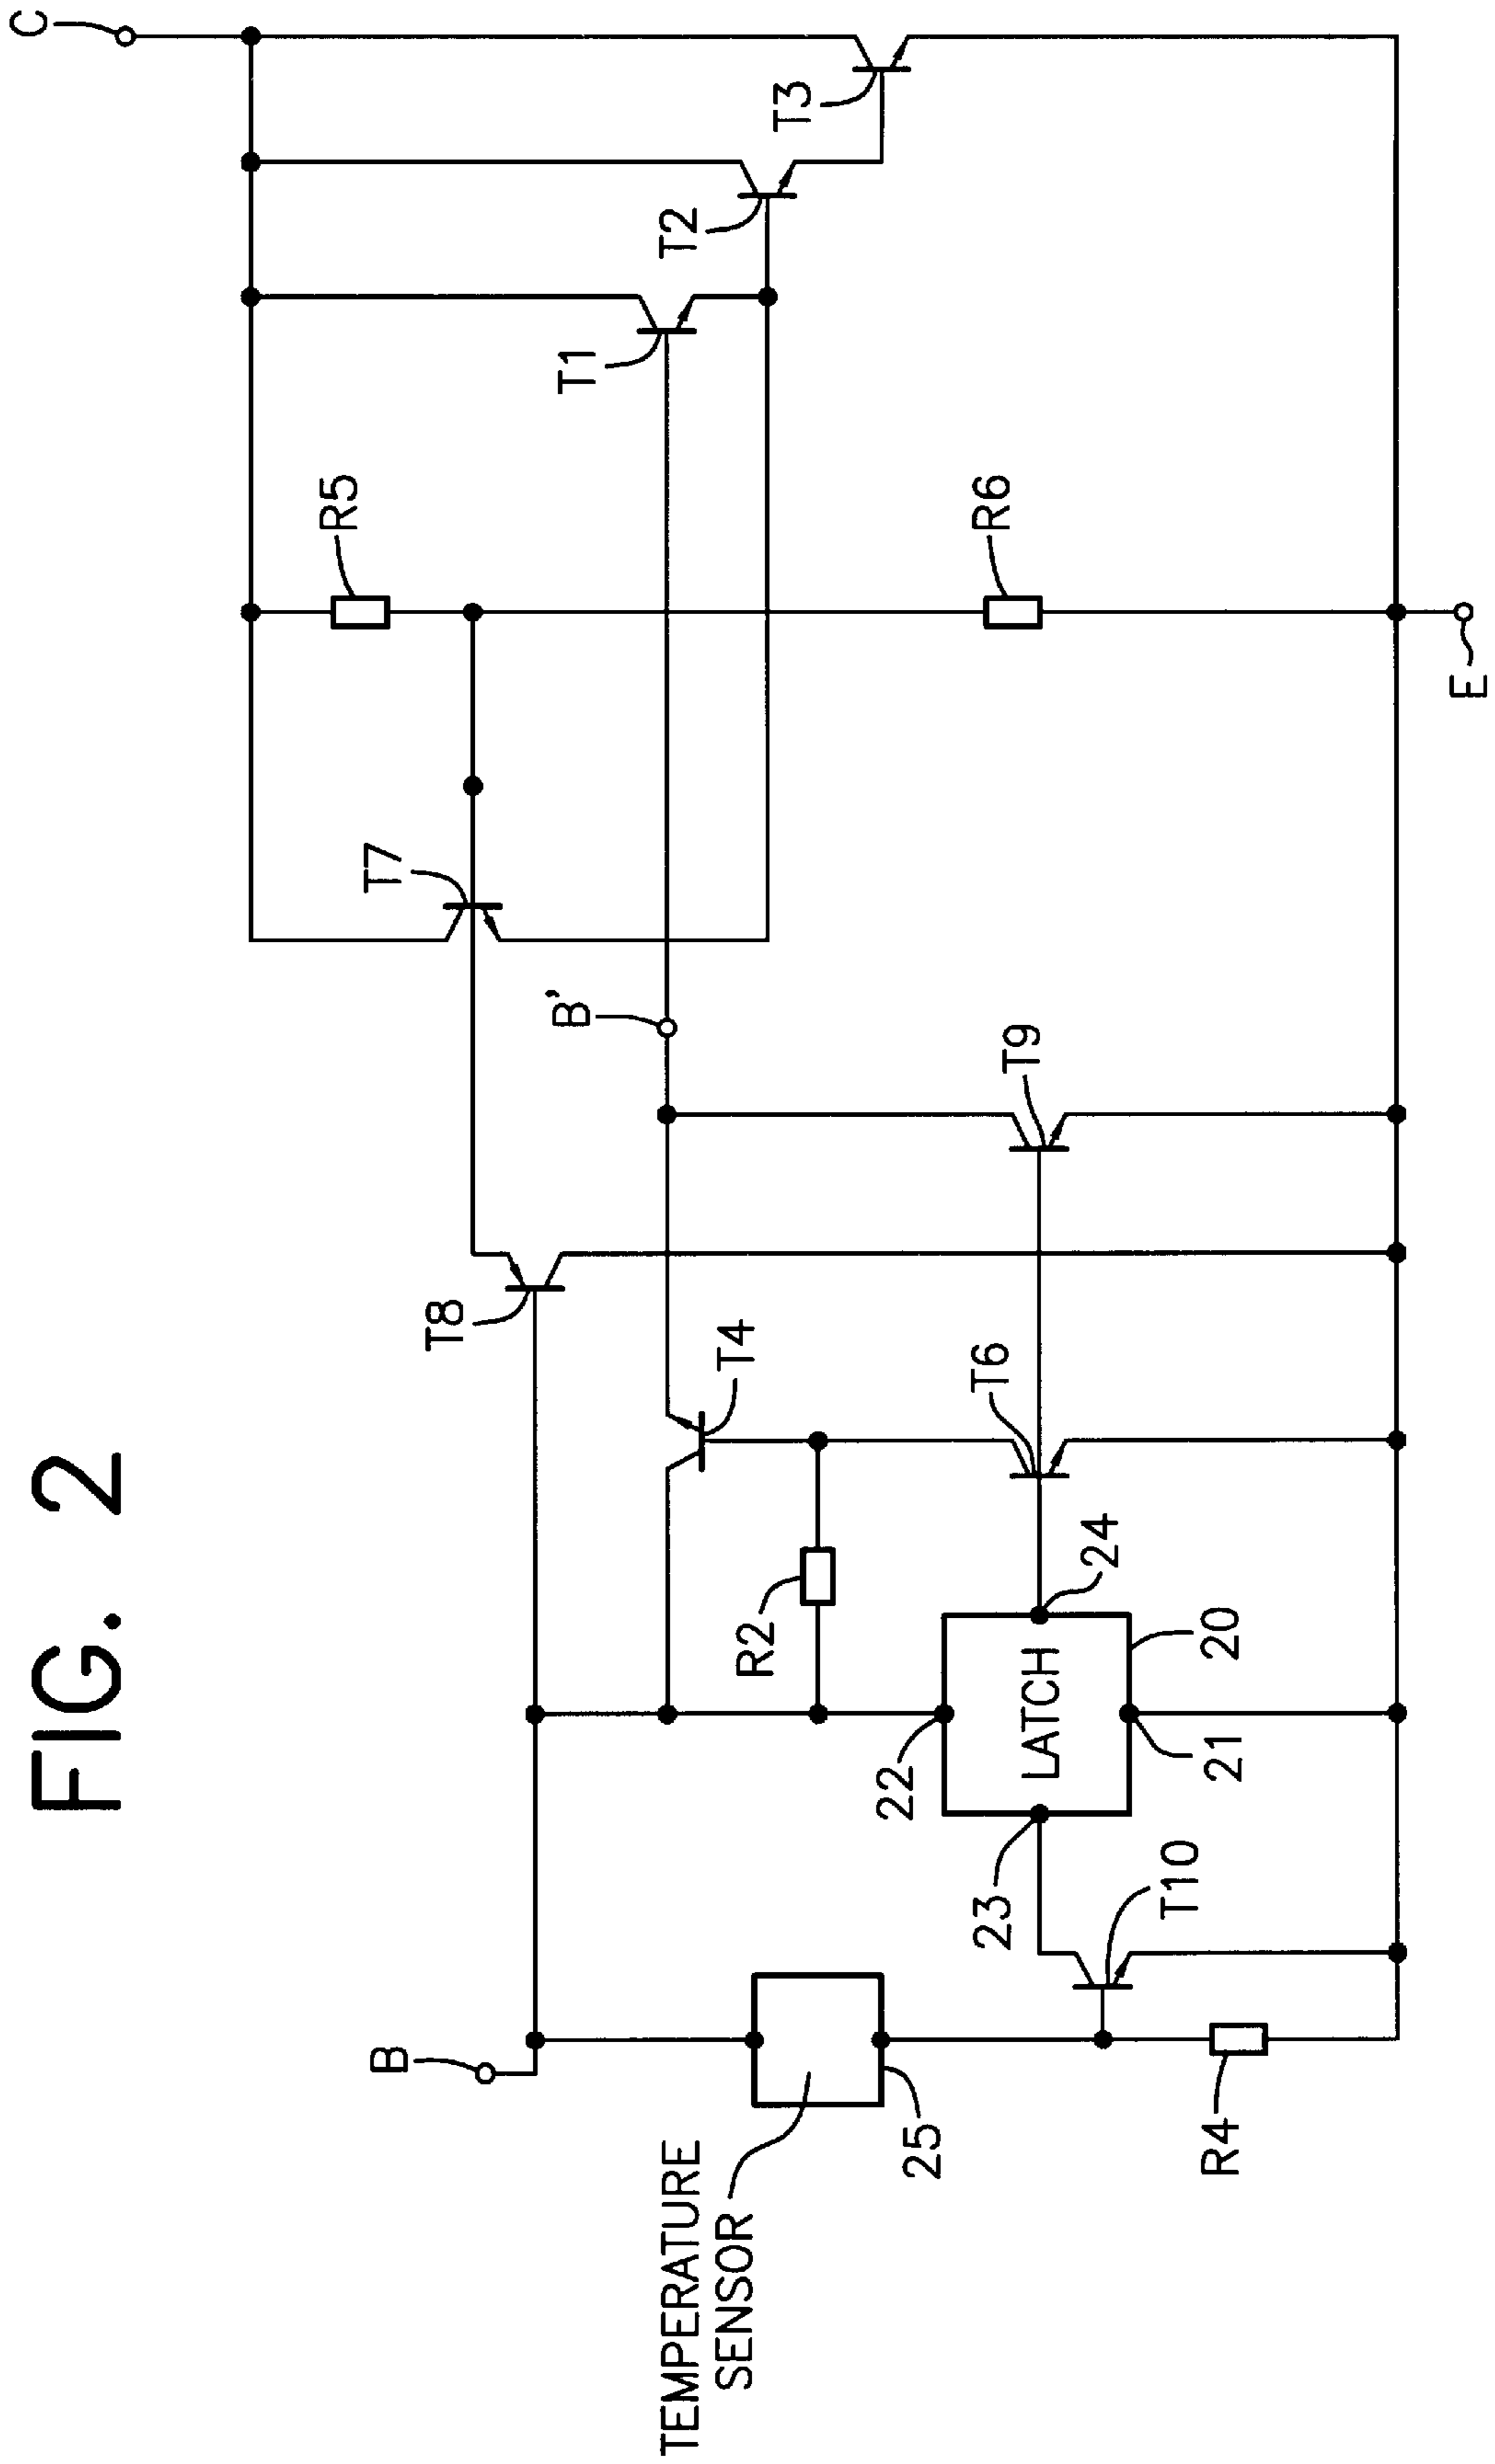 FIG. 2
C
B
T8
T7
R5
B'
T1
T2
T3
TEMPERATURE
SENSOR
25
R2
T4
22
LATCH
23
24
20
21
T6
T9
R6
T10
R4
E